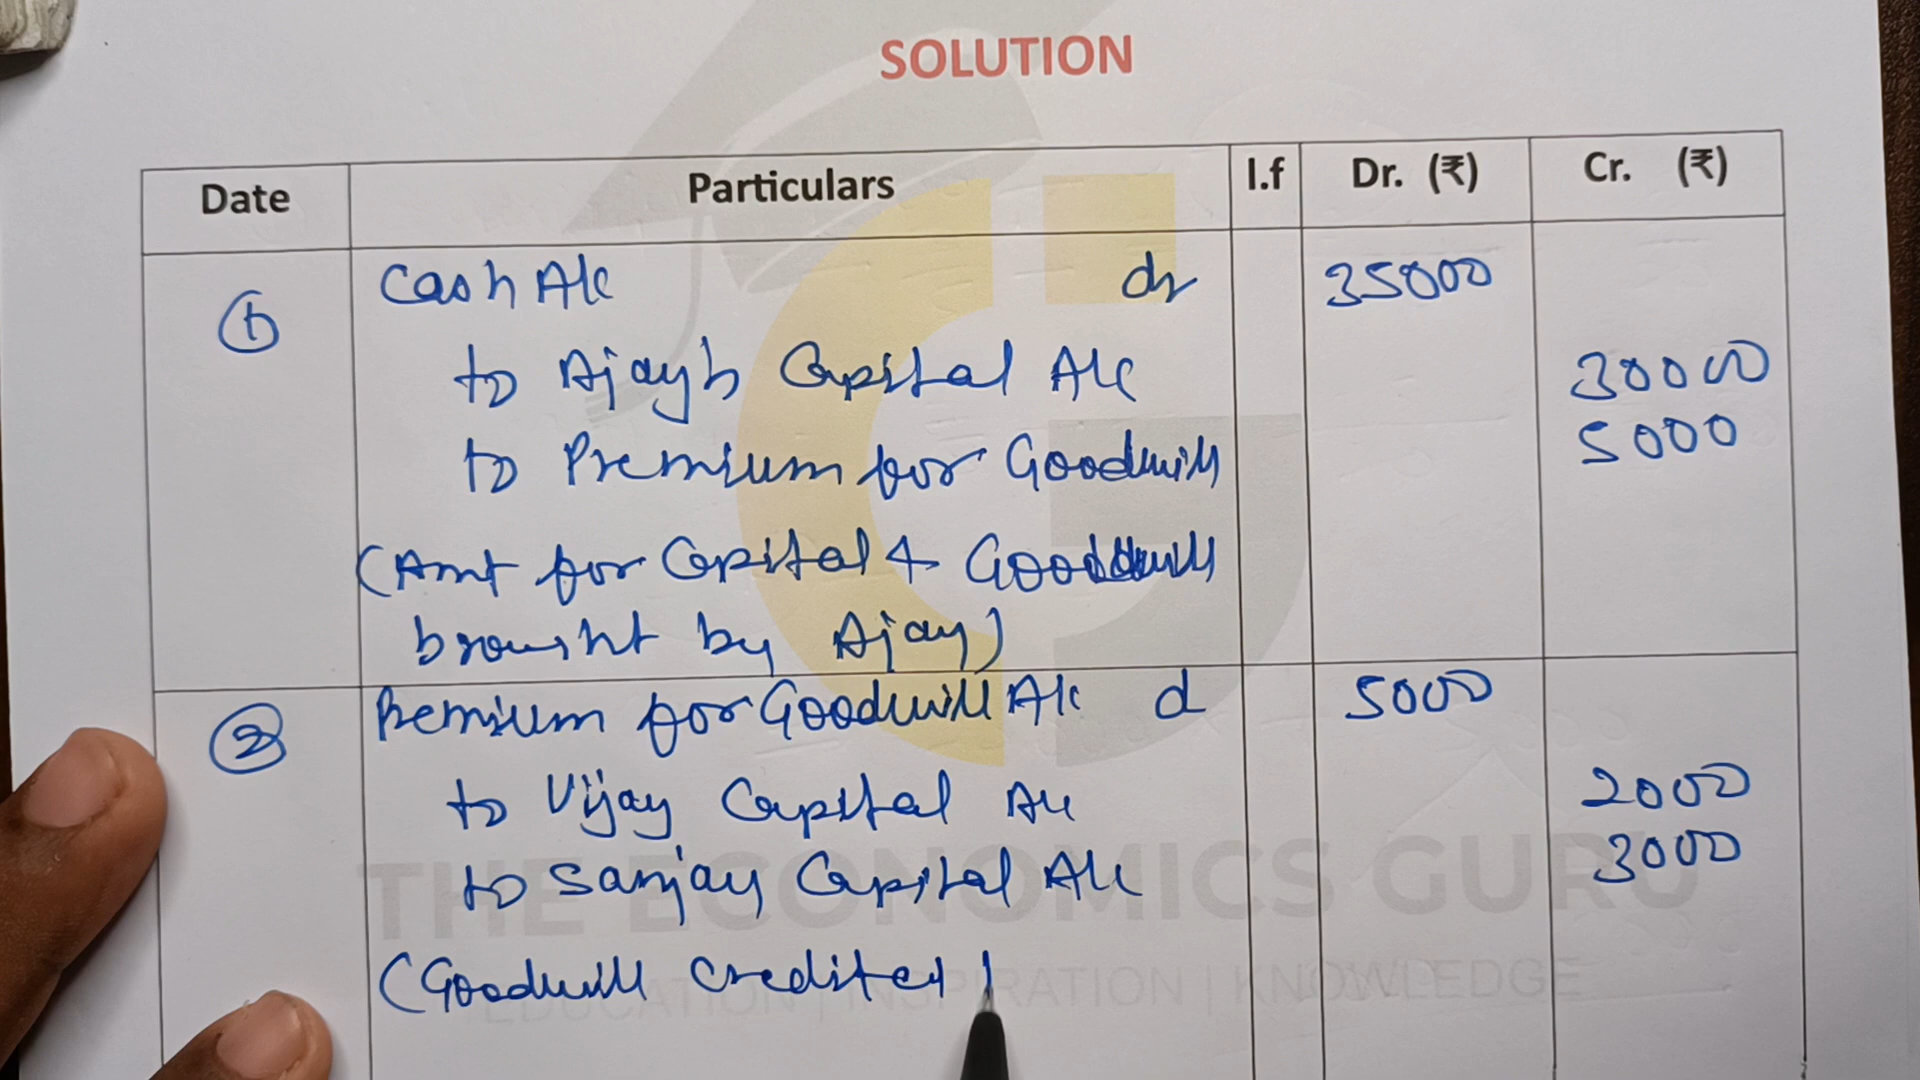 SOLUTION
Date Particulars l.f Dr. (₹) Cr. (₹)
1 Cash A/c dr 35000
to Ajay's Capital A/c 30000
to Premium for Goodwill 5000
(Amt for Capital & Goodwill
brought by Ajay)
2 Premium for Goodwill A/c d 5000
to Vijay Capital A/c 2000
to Sanjay Capital A/c 3000
(Goodwill credited)
THE ECONOMICS GURU
EDUCATION | INSPIRATION | KNOWLEDGE